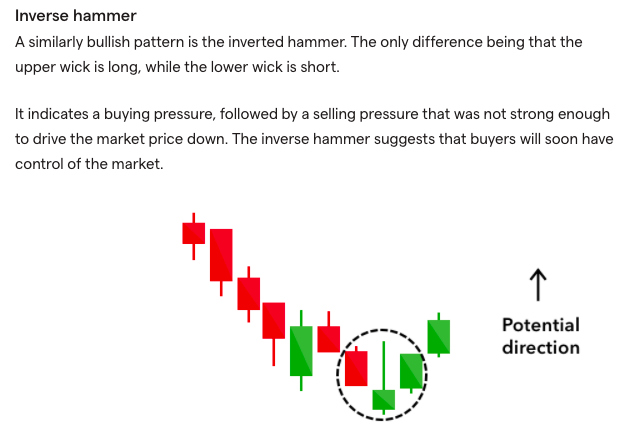 Inverse hammer
A similarly bullish pattern is the inverted hammer. The only difference being that the
upper wick is long, while the lower wick is short.
It indicates a buying pressure, followed by a selling pressure that was not strong enough
to drive the market price down. The inverse hammer suggests that buyers will soon have
control of the market.
Potential
direction